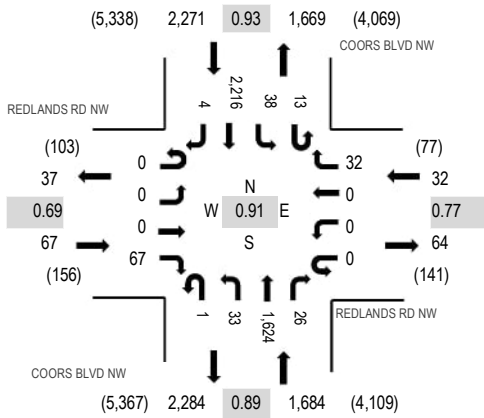 (5,338) 2,271 0.93 1,669 (4,069)
COORS BLVD NW
4 2,216 38 13
REDLANDS RD NW
(103) 0 32 (77)
37 0 N 0 32
0.69 0 W 0.91 E 0 0.77
67 67 S 0 64
(156) (141)
1 33 1,624 26
REDLANDS RD NW
COORS BLVD NW
(5,367) 2,284 0.89 1,684 (4,109)